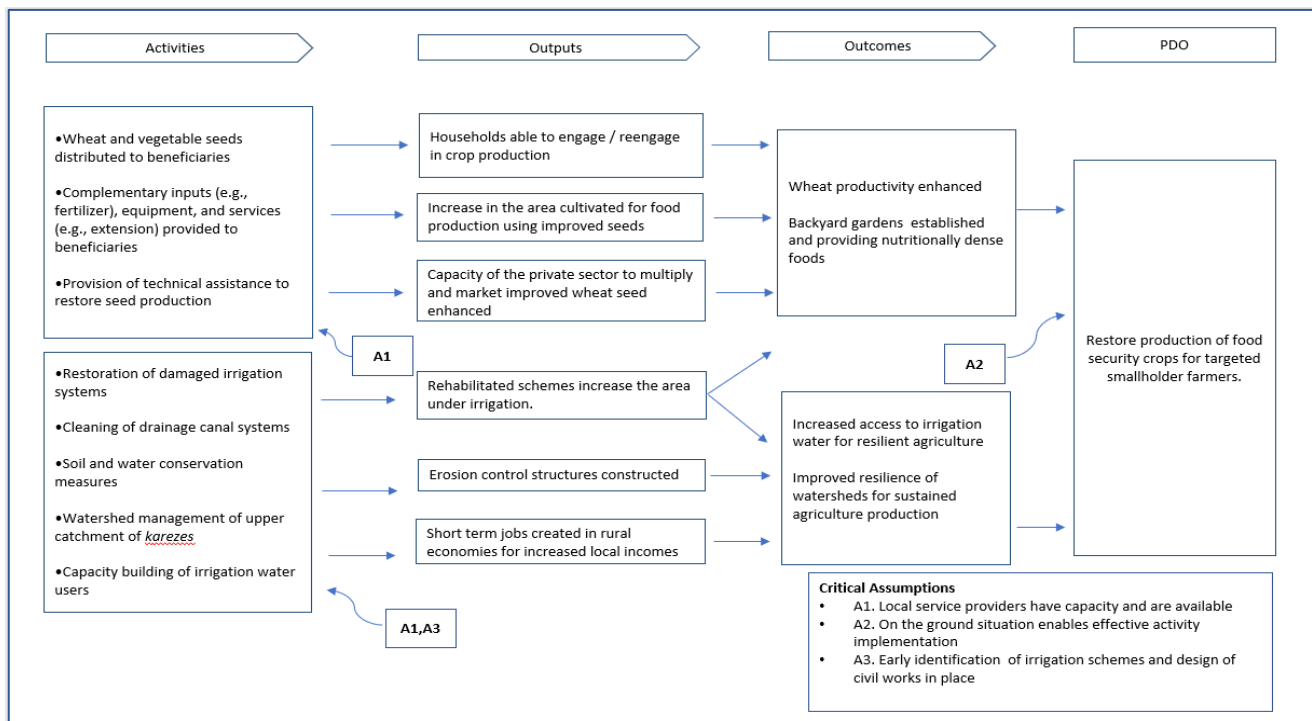 Activities
Outputs
Outcomes
PDO
•Wheat and vegetable seeds
distributed to beneficiaries
•Complementary inputs (e.g.,
fertilizer), equipment, and services
(e.g., extension) provided to
beneficiaries
•Provision of technical assistance to
restore seed production
Households able to engage / reengage
in crop production
Increase in the area cultivated for food
production using improved seeds
Capacity of the private sector to multiply
and market improved wheat seed
enhanced
Wheat productivity enhanced
Backyard gardens established
and providing nutritionally dense
foods
A1
A2
Restore production of food
security crops for targeted
smallholder farmers.
•Restoration of damaged irrigation
systems
•Cleaning of drainage canal systems
•Soil and water conservation
measures
•Watershed management of upper
catchment of karezes
•Capacity building of irrigation water
users
Rehabilitated schemes increase the area
under irrigation.
Erosion control structures constructed
Short term jobs created in rural
economies for increased local incomes
Increased access to irrigation
water for resilient agriculture
Improved resilience of
watersheds for sustained
agriculture production
A1,A3
Critical Assumptions
• A1. Local service providers have capacity and are available
• A2. On the ground situation enables effective activity
implementation
• A3. Early identification of irrigation schemes and design of
civil works in place